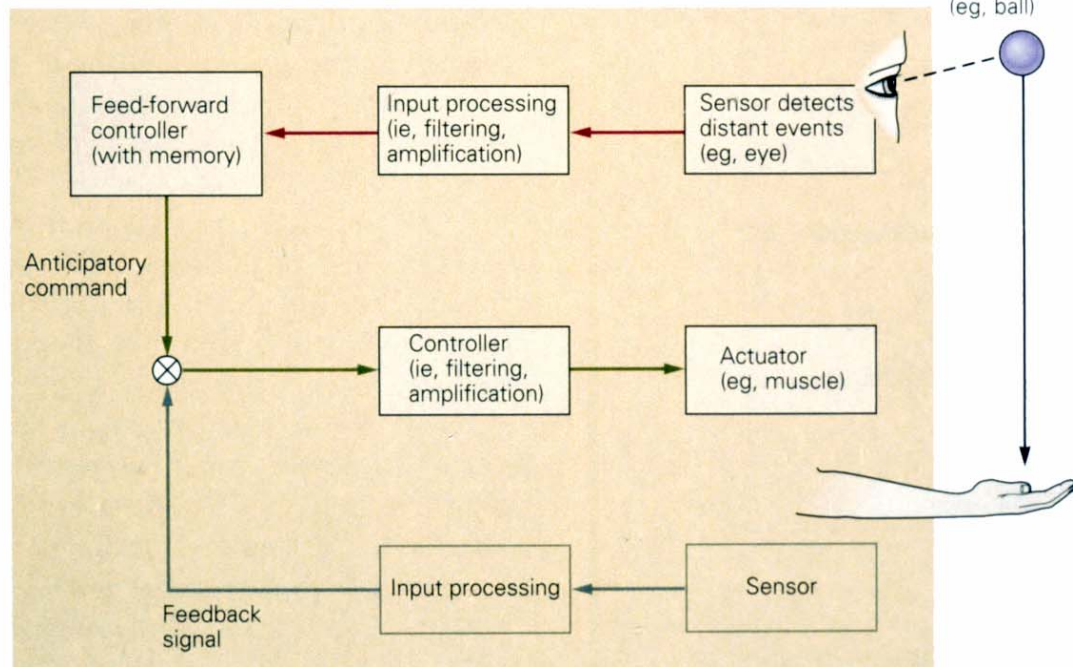 (eg, ball)
Feed-forward
controller
(with memory)
Input processing
(ie, filtering,
amplification)
Sensor detects
distant events
(eg, eye)
Anticipatory
command
Controller
(ie, filtering,
amplification)
Actuator
(eg, muscle)
Input processing
Sensor
Feedback
signal